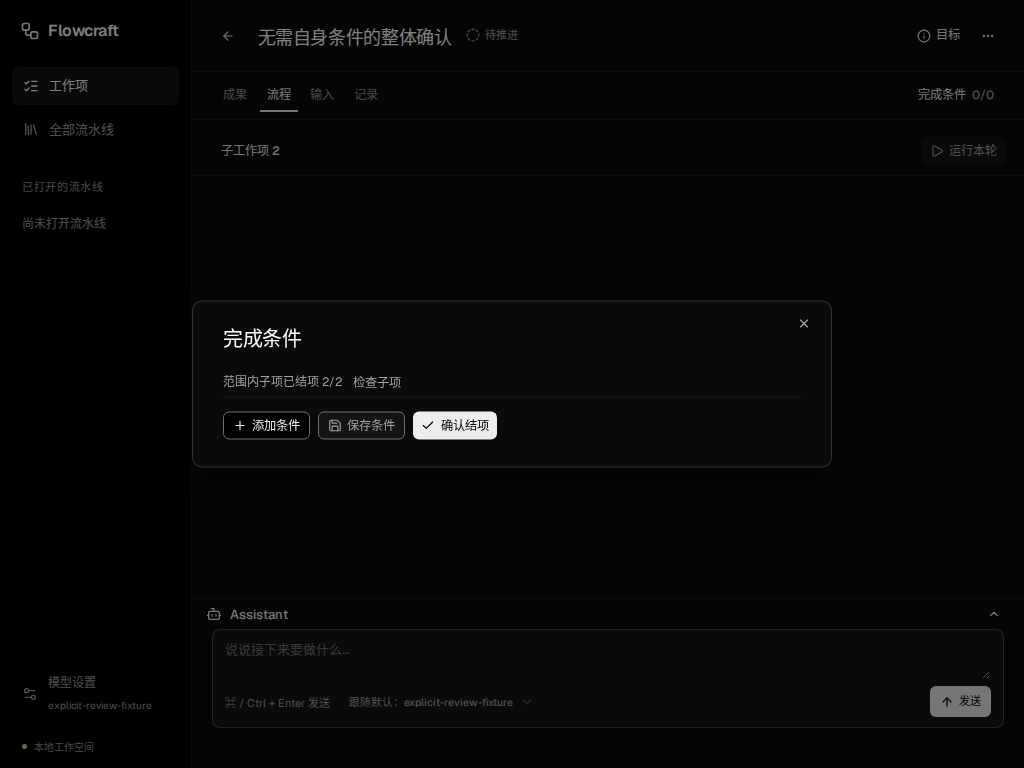 Flowcraft
工作项
全部流水线
已打开的流水线
尚未打开流水线
模型设置
explicit-review-fixture
本地工作空间
无需自身条件的整体确认 待推进 目标
成果 流程 输入 记录 完成条件 0/0
子工作项 2 运行本轮
完成条件
范围内子项已结项 2/2 检查子项
添加条件 保存条件 确认结项
Assistant
说说接下来要做什么...
⌘ / Ctrl + Enter 发送 跟随默认: explicit-review-fixture 发送